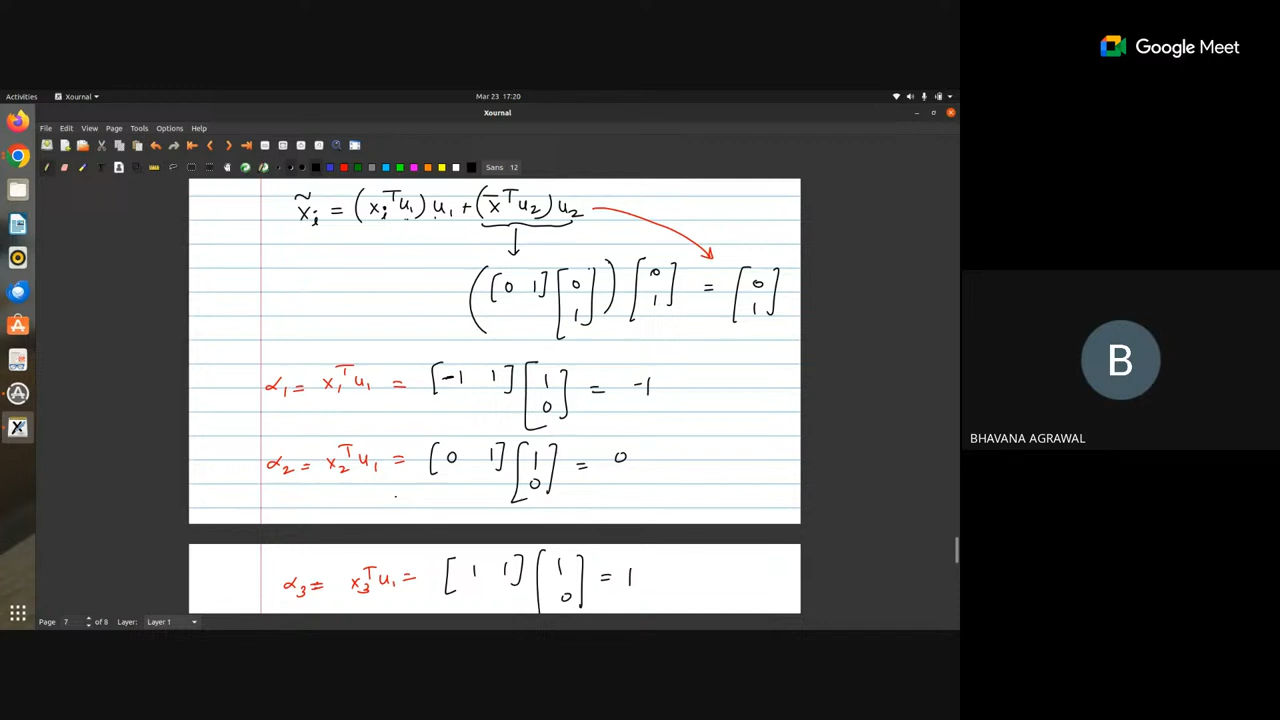 Google Meet
Activities Xournal Mar 23 17:20
Xournal
File Edit View Page Tools Options Help
Sans 12
x̃ᵢ = (xᵢᵀu₁)u₁ + (x̄ᵀu₂)u₂
([0 1][0 1])[0 1] = [0 1]
α₁ = x₁ᵀu₁ = [-1 1][1 0] = -1
α₂ = x₂ᵀu₁ = [0 1][1 0] = 0
α₃ = x₃ᵀu₁ = [1 1][1 0] = 1
Page 7 of 8 Layer: Layer 1
B
BHAVANA AGRAWAL